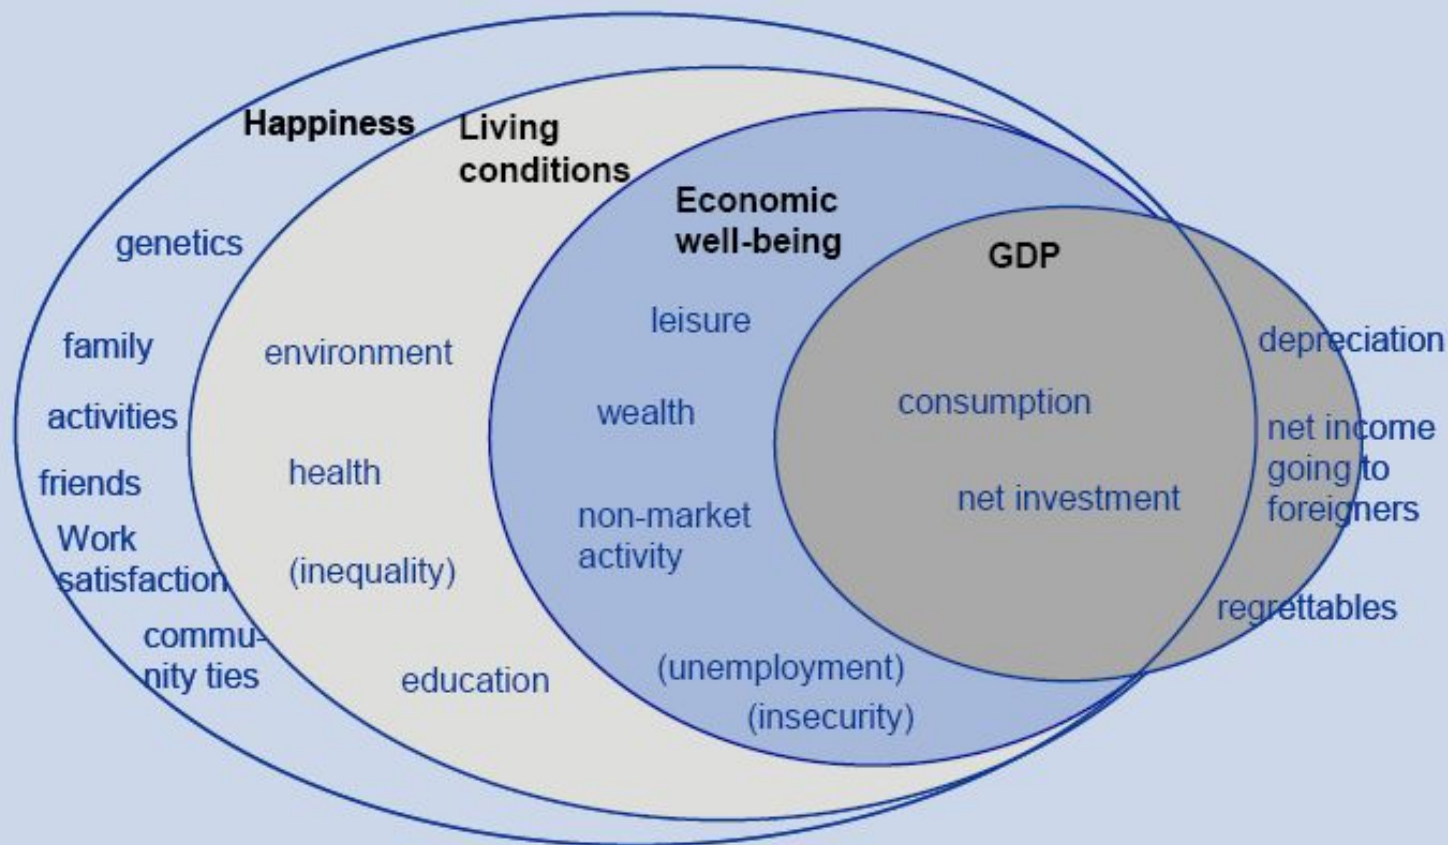 Happiness
genetics
family
activities
friends
Work
satisfaction
commu-
nity ties
Living
conditions
environment
health
(inequality)
education
Economic
well-being
leisure
wealth
non-market
activity
(unemployment)
(insecurity)
GDP
consumption
net investment
depreciation
net income
going to
foreigners
regrettables